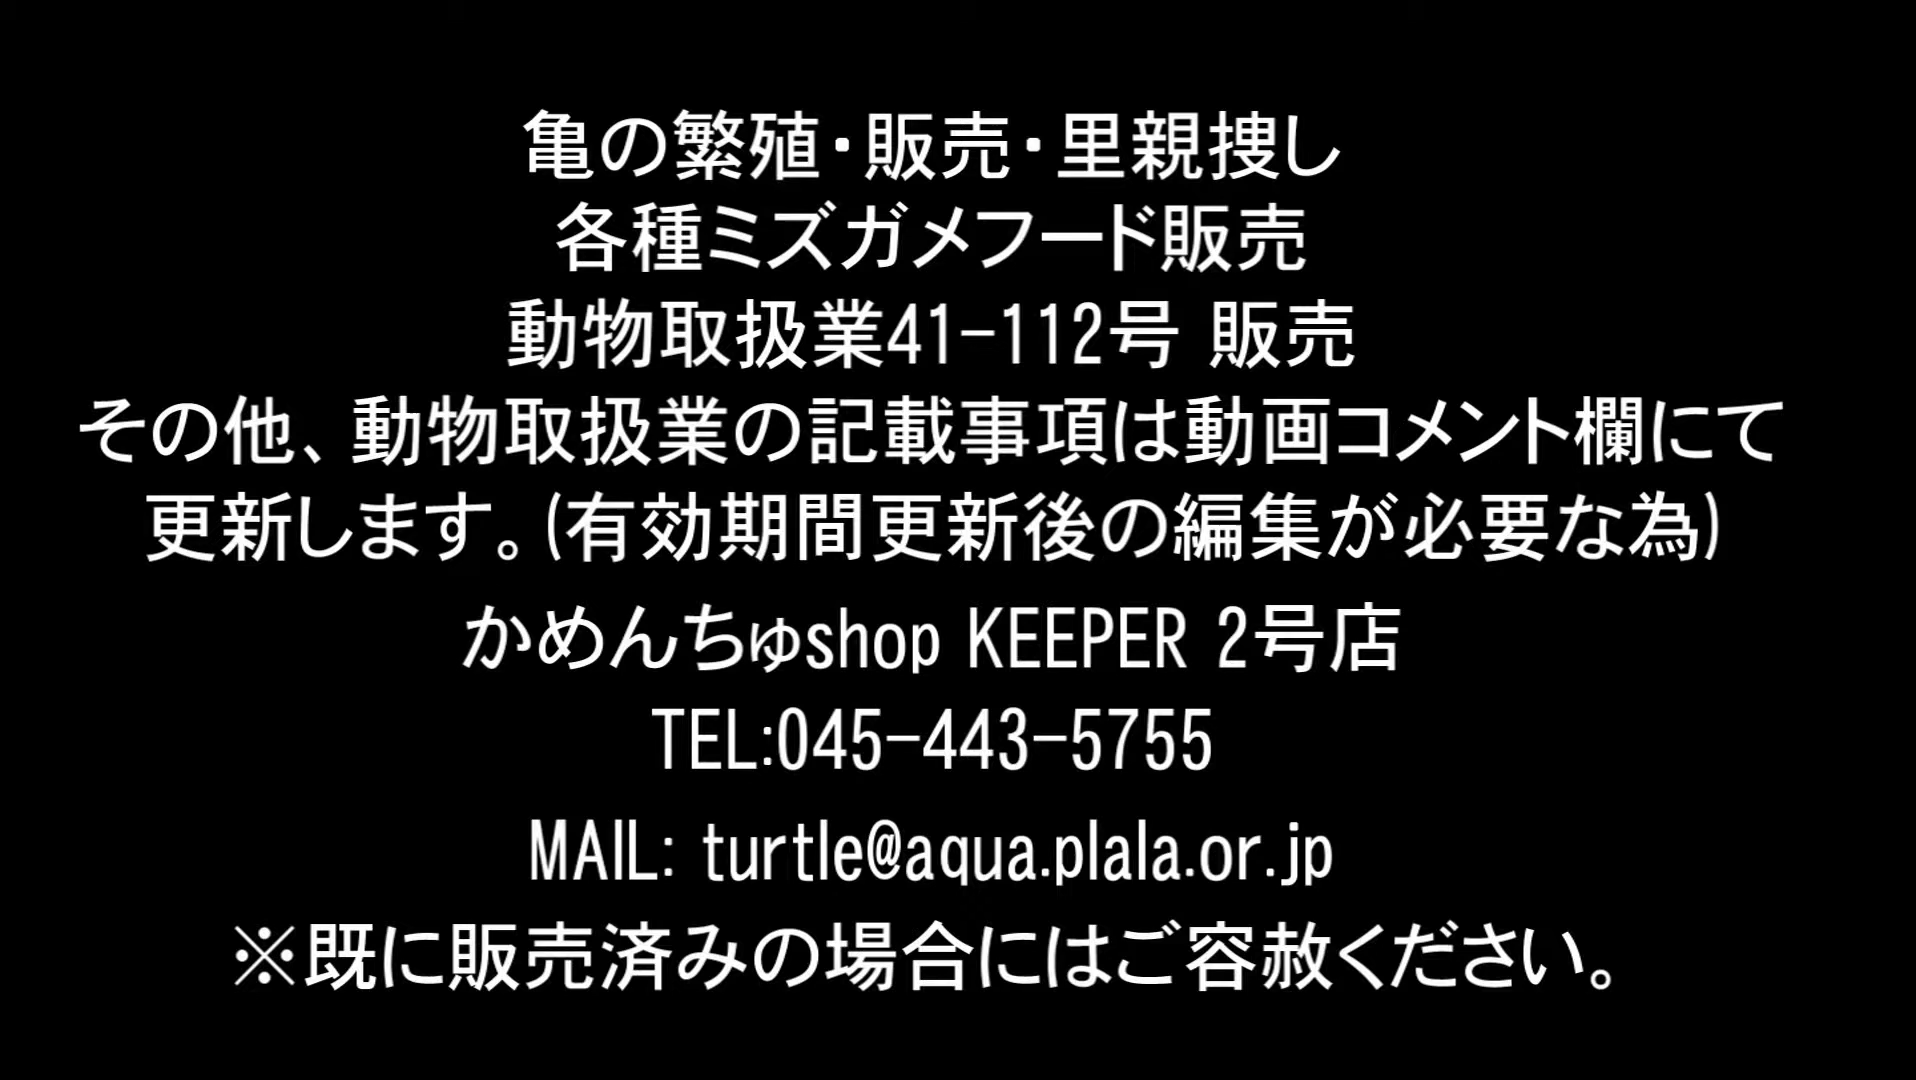 亀の繁殖・販売・里親捜し
各種ミズガメフード販売
動物取扱業41-112号 販売
その他、動物取扱業の記載事項は動画コメント欄にて
更新します。(有効期間更新後の編集が必要な為)
かめんちゅshop KEEPER 2号店
TEL:045-443-5755
MAIL: turtle@aqua.plala.or.jp
※既に販売済みの場合にはご容赦ください。